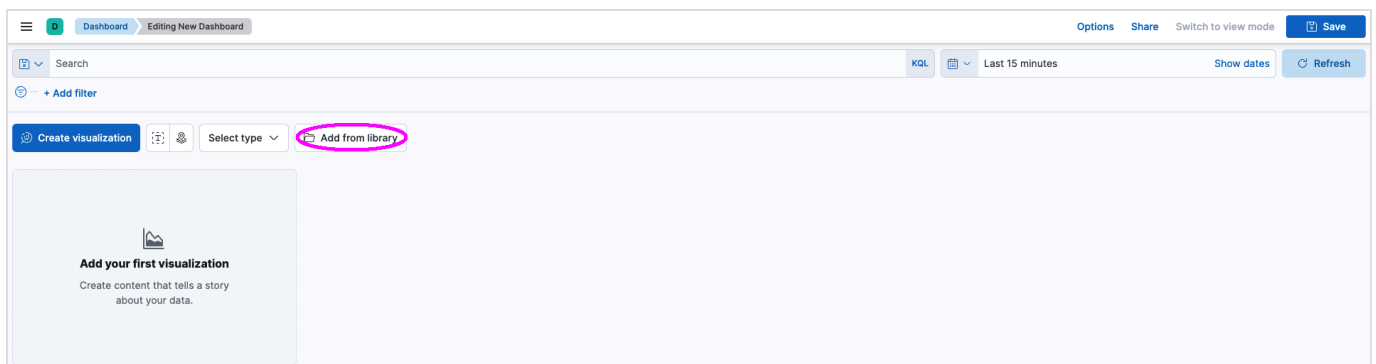 D Dashboard Editing New Dashboard Options Share Switch to view mode Save
Search KQL Last 15 minutes Show dates Refresh
+ Add filter
Create visualization T Select type Add from library
Add your first visualization
Create content that tells a story
about your data.